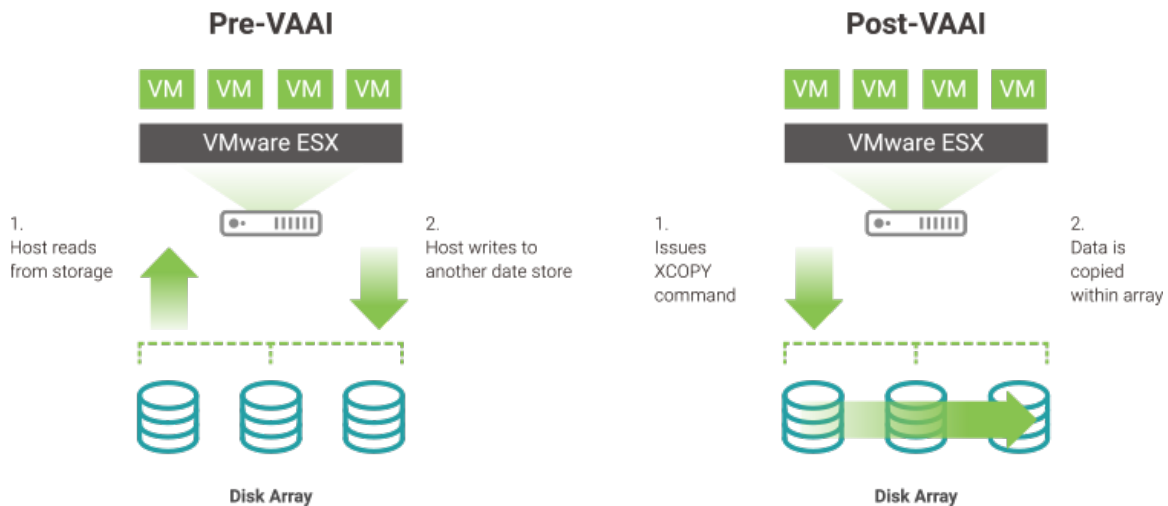 Pre-VAAI
VM VM VM VM
VMware ESX
1.
Host reads
from storage
2.
Host writes to
another date store
Disk Array
Post-VAAI
VM VM VM VM
VMware ESX
1.
Issues
XCOPY
command
2.
Data is
copied
within array
Disk Array